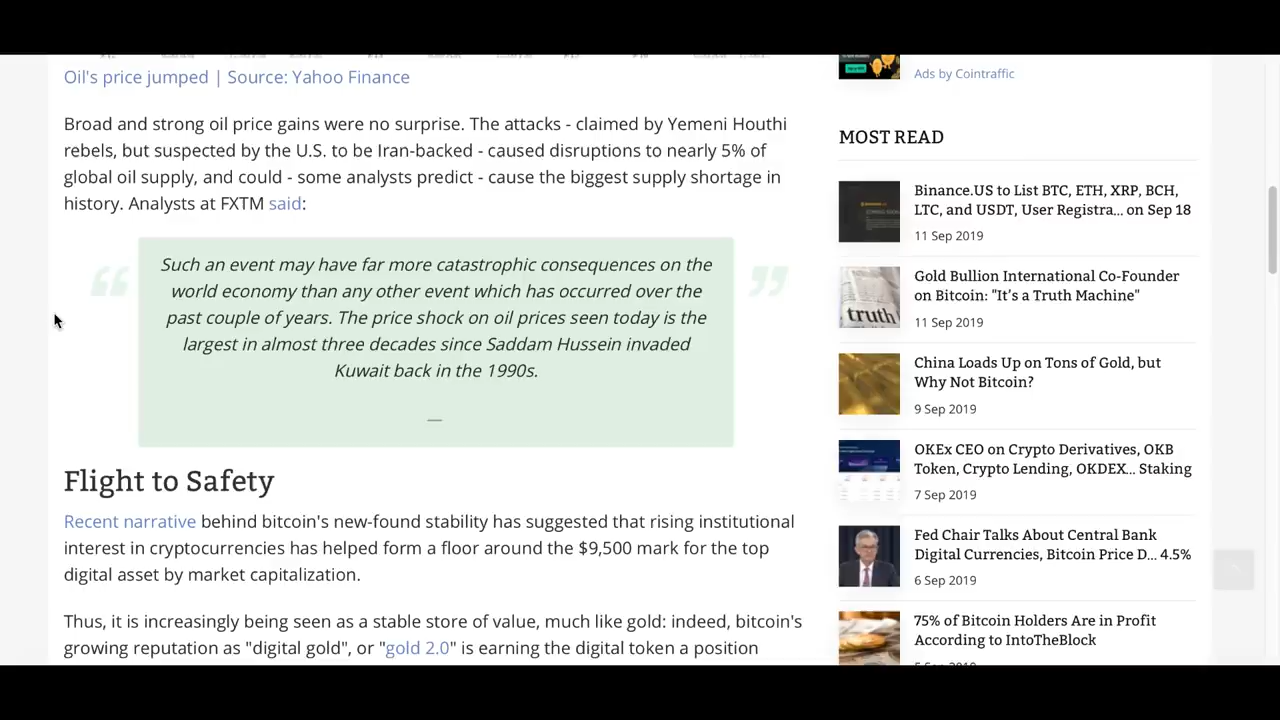 Oil's price jumped | Source: Yahoo Finance
Broad and strong oil price gains were no surprise. The attacks - claimed by Yemeni Houthi
rebels, but suspected by the U.S. to be Iran-backed - caused disruptions to nearly 5% of
global oil supply, and could - some analysts predict - cause the biggest supply shortage in
history. Analysts at FXTM said:
Such an event may have far more catastrophic consequences on the
world economy than any other event which has occurred over the
past couple of years. The price shock on oil prices seen today is the
largest in almost three decades since Saddam Hussein invaded
Kuwait back in the 1990s.
—
Flight to Safety
Recent narrative behind bitcoin's new-found stability has suggested that rising institutional
interest in cryptocurrencies has helped form a floor around the $9,500 mark for the top
digital asset by market capitalization.
Thus, it is increasingly being seen as a stable store of value, much like gold: indeed, bitcoin's
growing reputation as "digital gold", or "gold 2.0" is earning the digital token a position
Ads by Cointraffic
MOST READ
Binance.US to List BTC, ETH, XRP, BCH,
LTC, and USDT, User Registra... on Sep 18
11 Sep 2019
Gold Bullion International Co-Founder
on Bitcoin: "It's a Truth Machine"
11 Sep 2019
truth
China Loads Up on Tons of Gold, but
Why Not Bitcoin?
9 Sep 2019
OKEx CEO on Crypto Derivatives, OKB
Token, Crypto Lending, OKDEX... Staking
7 Sep 2019
Fed Chair Talks About Central Bank
Digital Currencies, Bitcoin Price D... 4.5%
6 Sep 2019
75% of Bitcoin Holders Are in Profit
According to IntoTheBlock
5 Sep 2019